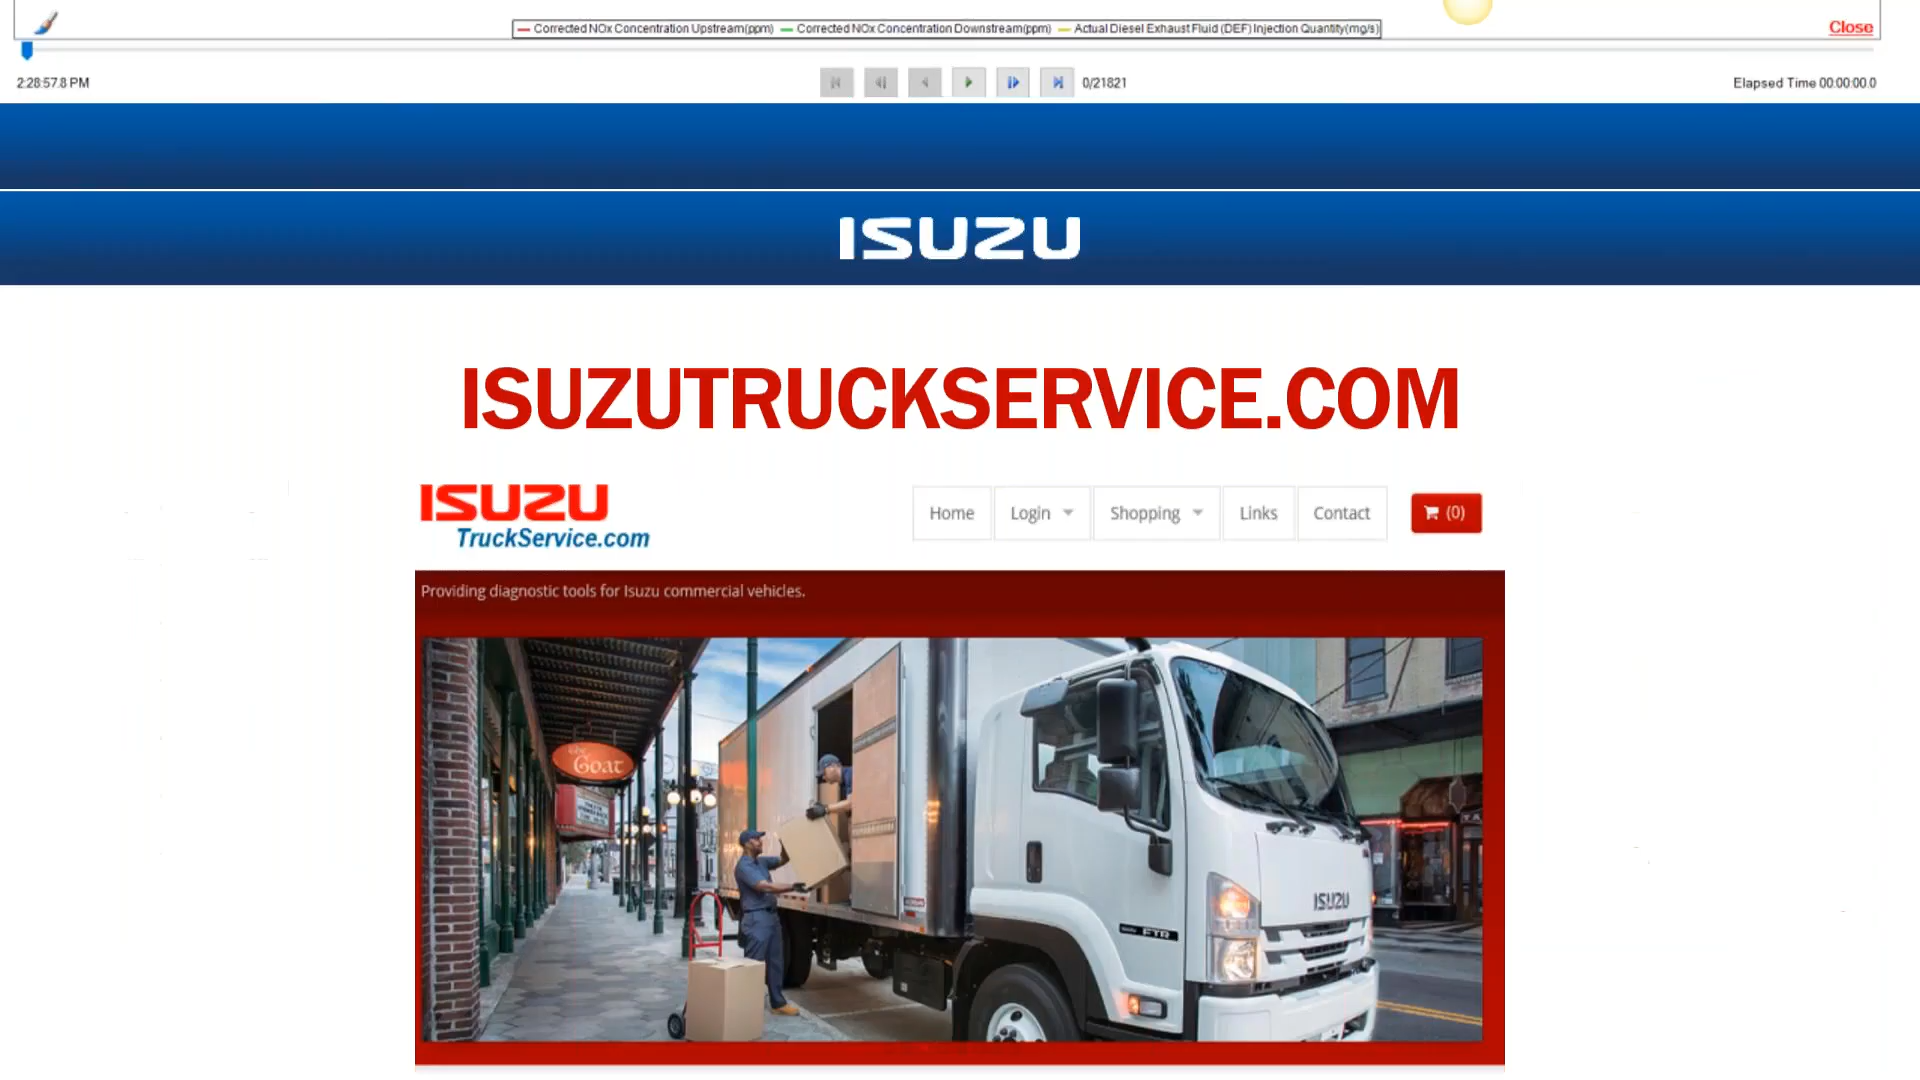 Corrected NOx Concentration Upstream(ppm) Corrected NOx Concentration Downstream(ppm) Actual Diesel Exhaust Fluid (DEF) Injection Quantity(mg/s)
Close
2:28:57.8 PM
0/21821
Elapsed Time 00:00:00.0
ISUZU
ISUZUTRUCKSERVICE.COM
ISUZU
TruckService.com
Home Login Shopping Links Contact (0)
Providing diagnostic tools for Isuzu commercial vehicles.
The
Goat
ISUZU
FTR